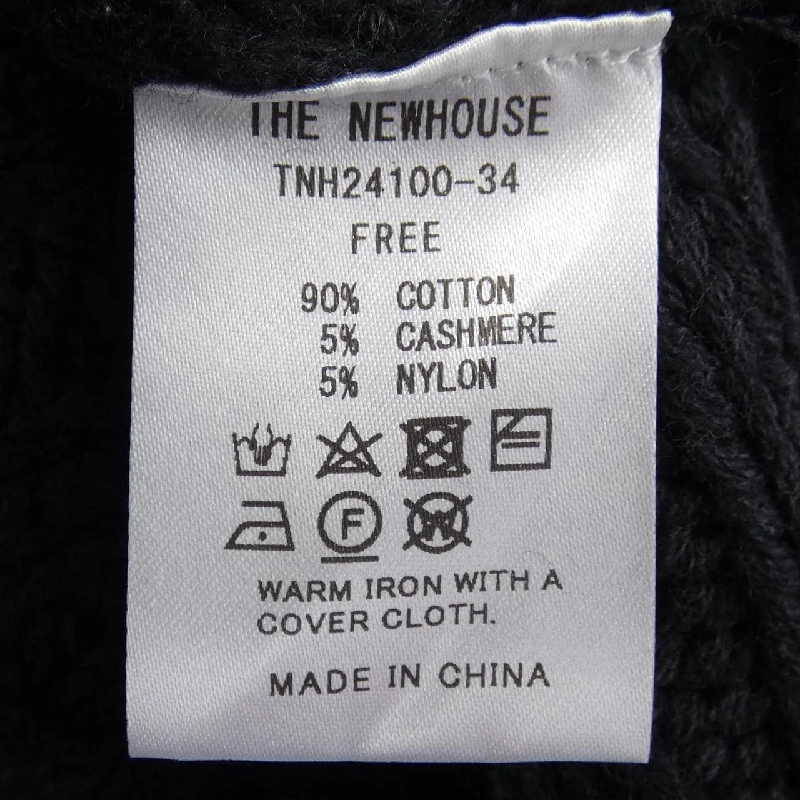 THE NEWHOUSE
TNH24100-34
FREE
90% COTTON
5% CASHMERE
5% NYLON
F W
WARM IRON WITH A
COVER CLOTH.
MADE IN CHINA